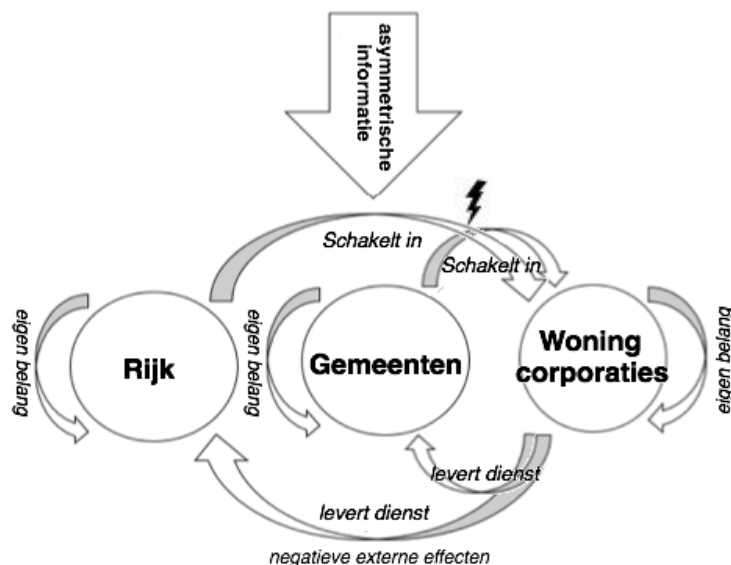 asymmetrische
informatie
Schakelt in
Schakelt in
eigen belang
Rijk
eigen belang
Gemeenten
Woning
corporaties
eigen belang
levert dienst
levert dienst
negatieve externe effecten